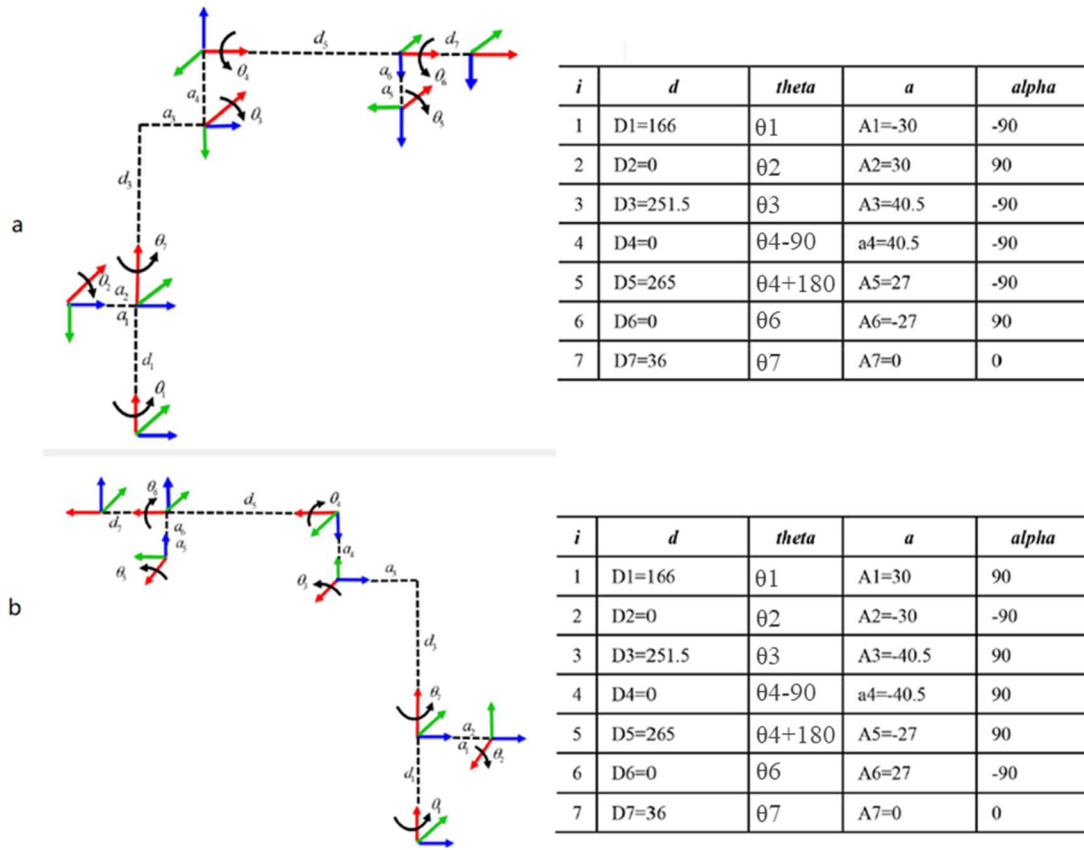 a
d₅
d₇
θ₄
a₆
θ₆
a₄
a₅
a₃
θ₃
θ₅
d₃
θ₇
θ₂
a₂
a₁
d₁
θ₁
i d theta a alpha
1 D1=166 θ1 A1=-30 -90
2 D2=0 θ2 A2=30 90
3 D3=251.5 θ3 A3=40.5 -90
4 D4=0 θ4-90 a4=40.5 -90
5 D5=265 θ4+180 A5=27 -90
6 D6=0 θ6 A6=-27 90
7 D7=36 θ7 A7=0 0
b
θ₆
d₅
θ₄
d₇
a₆
a₅
a₄
θ₅
θ₃
a₃
d₃
θ₇
a₂
a₁
θ₂
d₁
θ₁
i d theta a alpha
1 D1=166 θ1 A1=30 90
2 D2=0 θ2 A2=-30 -90
3 D3=251.5 θ3 A3=-40.5 90
4 D4=0 θ4-90 a4=-40.5 90
5 D5=265 θ4+180 A5=-27 90
6 D6=0 θ6 A6=27 -90
7 D7=36 θ7 A7=0 0